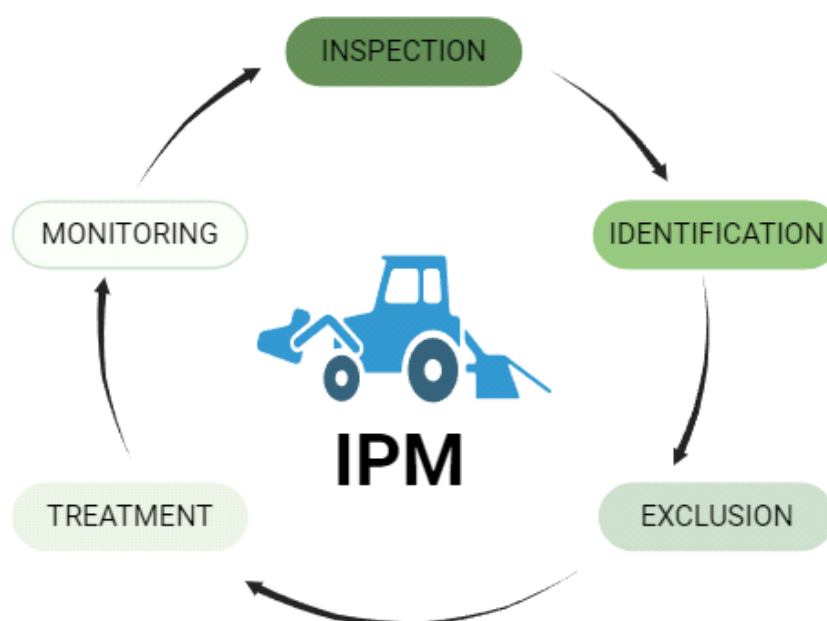 INSPECTION
IDENTIFICATION
EXCLUSION
TREATMENT
MONITORING
IPM